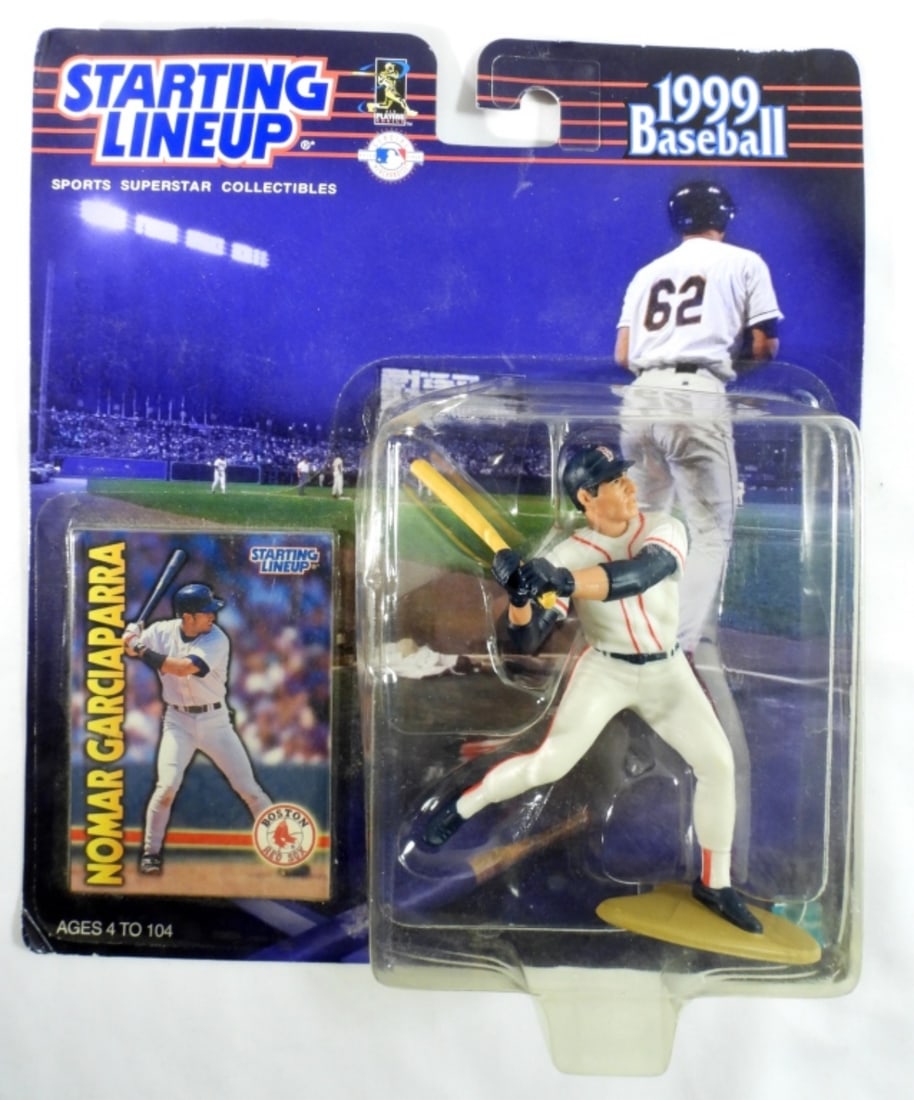 STARTING
LINEUP®
SPORTS SUPERSTAR COLLECTIBLES
1999
Baseball
62
NOMAR GARCIAPARRA
STARTING
LINEUP
BOSTON
RED SOX
B
AGES 4 TO 104